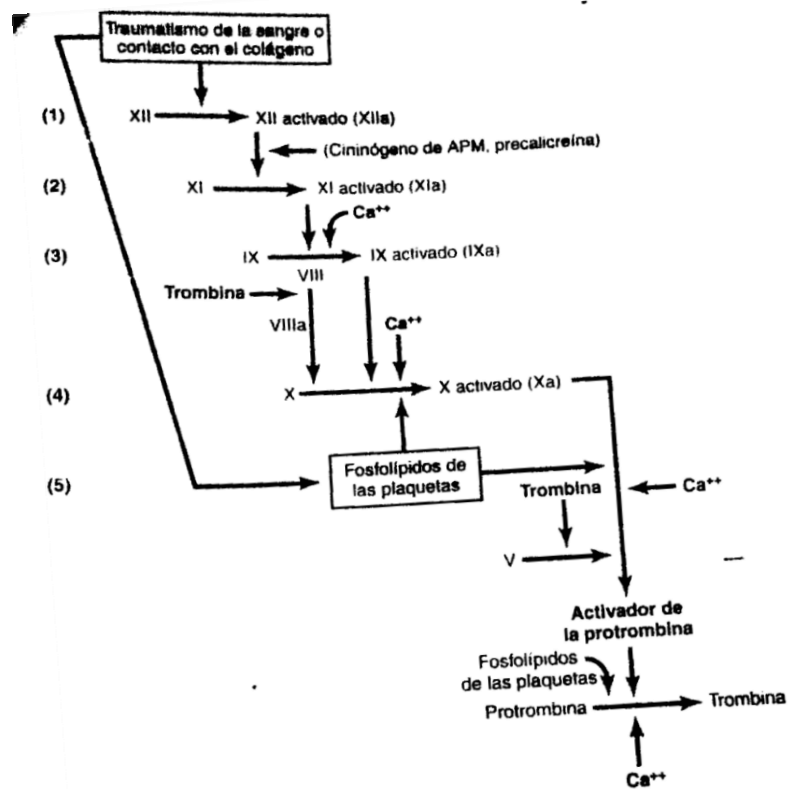 Traumatismo de la sangre o
contacto con el colágeno
(1) XII XII activado (XIIa)
(Cininógeno de APM, precalicreína)
(2) XI XI activado (XIa)
Ca++
(3) IX IX activado (IXa)
VIII
Trombina
VIIIa Ca++
(4) X X activado (Xa)
Fosfolípidos de
las plaquetas
(5) Trombina Ca++
V
Activador de
la protrombina
Fosfolípidos
de las plaquetas
Protrombina Trombina
Ca++